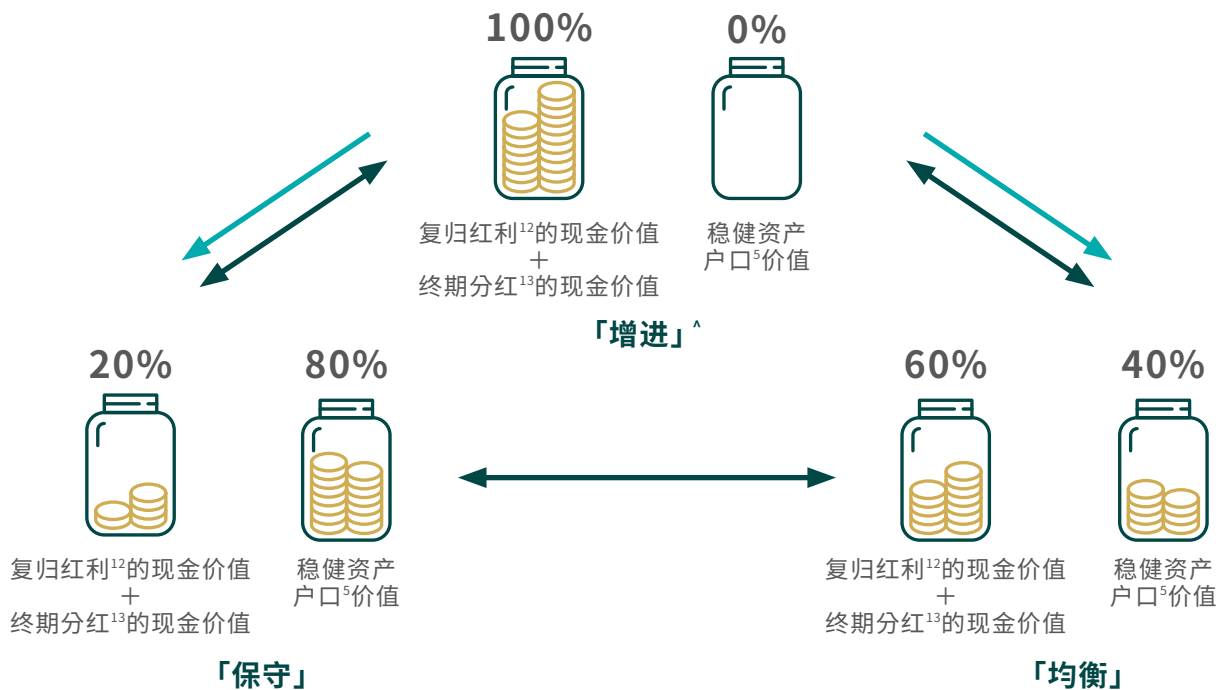 100%
0%
复归红利12的现金价值
+
终期分红13的现金价值
稳健资产
户口5价值
「增进」^
20%
80%
复归红利12的现金价值
+
终期分红13的现金价值
稳健资产
户口5价值
「保守」
60%
40%
复归红利12的现金价值
+
终期分红13的现金价值
稳健资产
户口5价值
「均衡」